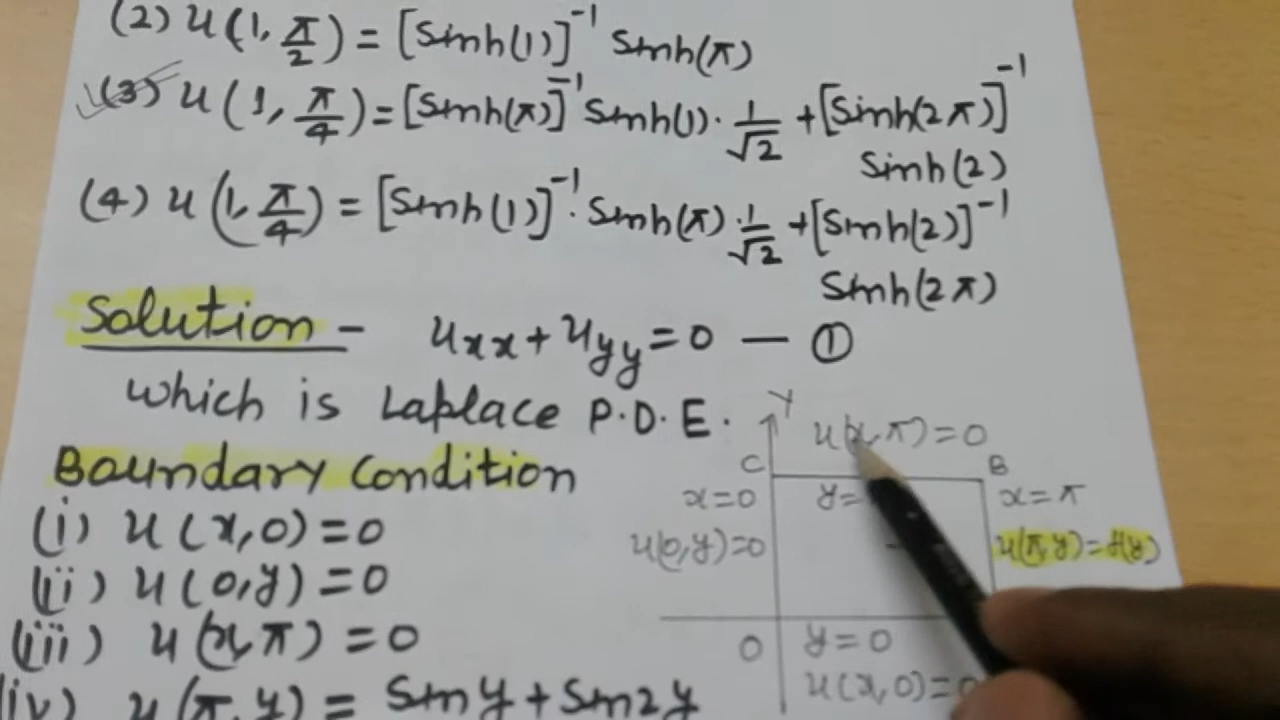 (2) u(1, π/2) = [Sinh(1)]⁻¹ Sinh(π)
(3) u(1, π/4) = [Sinh(π)]⁻¹ Sinh(1) · 1/√2 + [Sinh(2π)]⁻¹
Sinh(2)
(4) u(1, π/4) = [Sinh(1)]⁻¹ · Sinh(π) · 1/√2 + [Sinh(2)]⁻¹
Sinh(2π)
Solution – uxx + uyy = 0 — ①
which is Laplace P.D.E.
Y
u(x, π) = 0
C
B
x = 0
y =
x = π
u(0, y) = 0
u(π, y) = f(y)
O
y = 0
u(x, 0) = 0
Boundary Condition
(i) u(x, 0) = 0
(ii) u(0, y) = 0
(iii) u(x, π) = 0
(iv) u(π, y) = Sin y + Sin 2y